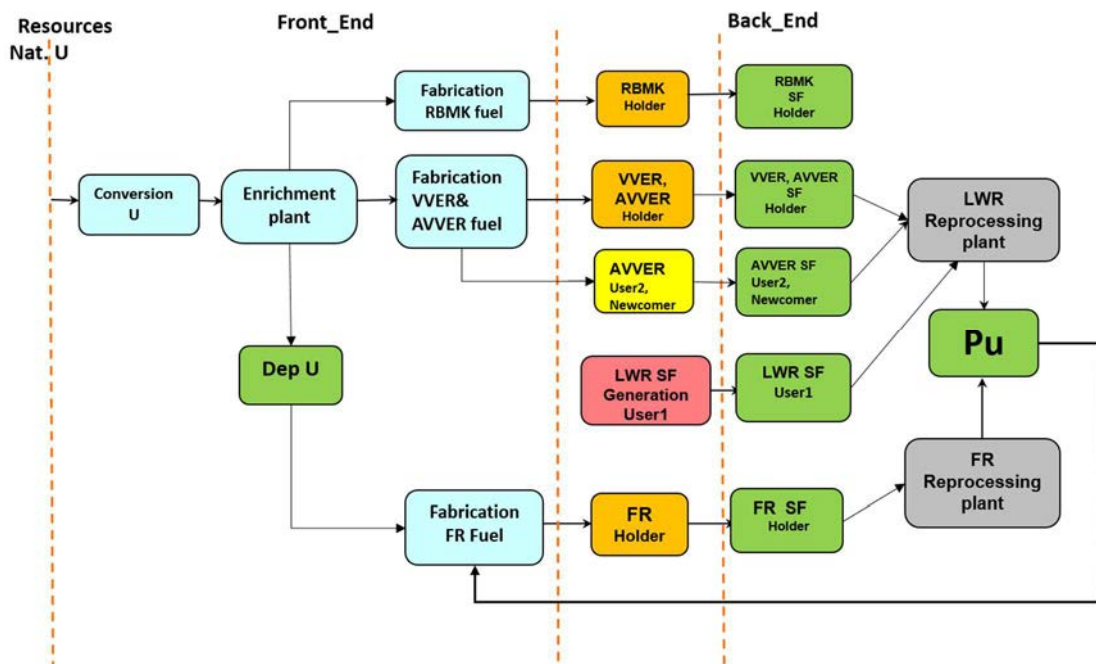 Resources
Nat. U
Front_End
Back_End
Fabrication
RBMK fuel
RBMK
Holder
RBMK
SF
Holder
Conversion
U
Enrichment
plant
Fabrication
VVER&
AVVER fuel
VVER,
AVVER
Holder
VVER, AVVER
SF
Holder
LWR
Reprocessing
plant
AVVER
User2,
Newcomer
AVVER SF
User2,
Newcomer
Pu
Dep U
LWR SF
Generation
User1
LWR SF
User1
FR
Reprocessing
plant
Fabrication
FR Fuel
FR
Holder
FR SF
Holder